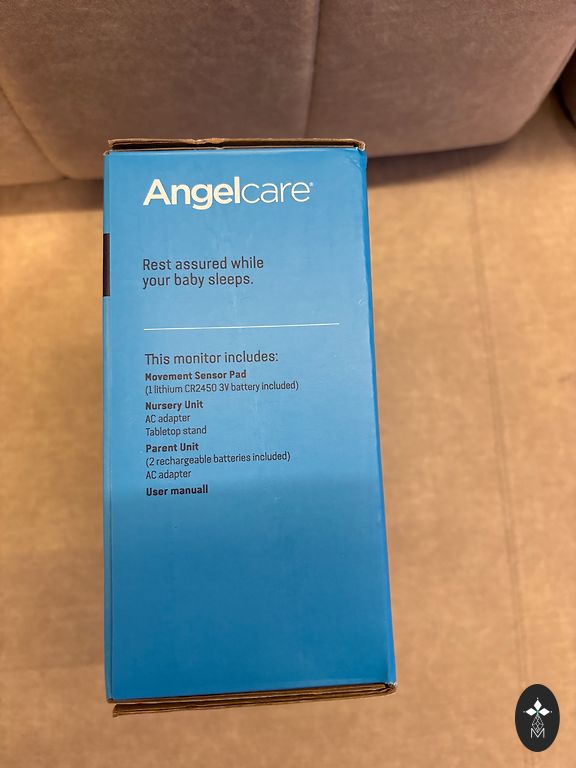 Angelcare®
Rest assured while
your baby sleeps.
This monitor includes:
Movement Sensor Pad
(1 lithium CR2450 3V battery included)
Nursery Unit
AC adapter
Tabletop stand
Parent Unit
(2 rechargeable batteries included)
AC adapter
User manuall
M